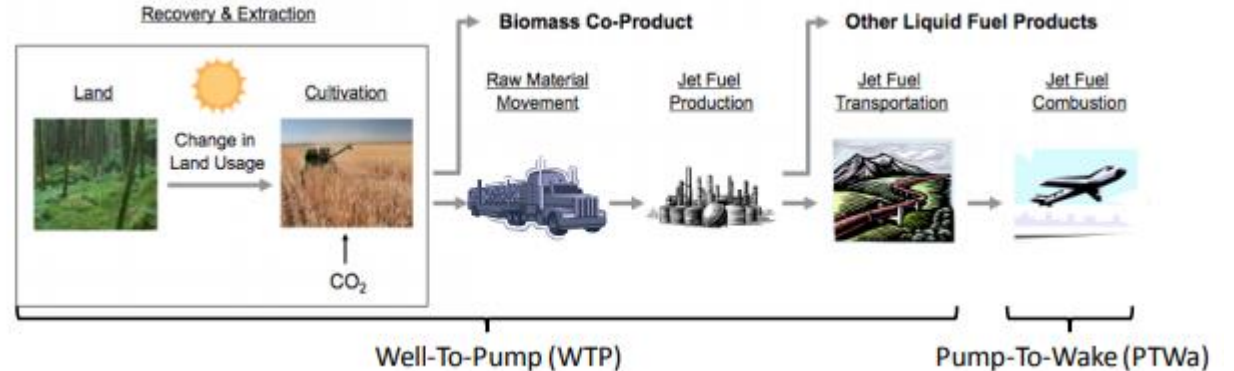 Recovery & Extraction
Biomass Co-Product
Other Liquid Fuel Products
Land
Change in
Land Usage
Cultivation
CO₂
Raw Material
Movement
Jet Fuel
Production
Jet Fuel
Transportation
Jet Fuel
Combustion
Well-To-Pump (WTP)
Pump-To-Wake (PTWa)